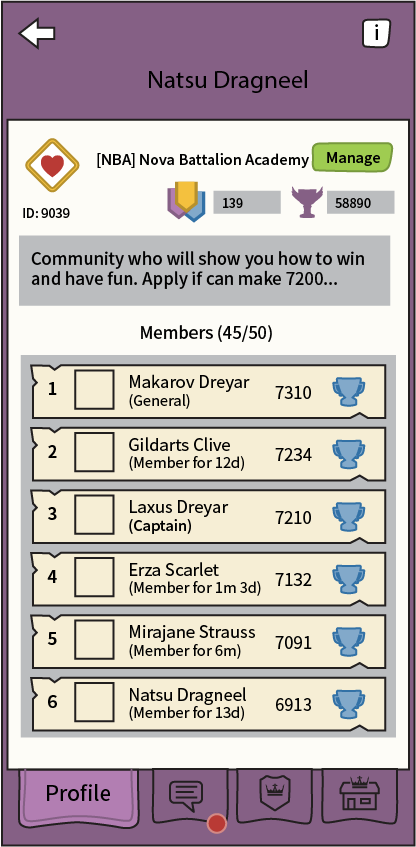 i
Natsu Dragneel
[NBA] Nova Battalion Academy
Manage
ID: 9039
139
58890
Community who will show you how to win
and have fun. Apply if can make 7200...
Members (45/50)
1
Makarov Dreyar
(General)
7310
2
Gildarts Clive
(Member for 12d)
7234
3
Laxus Dreyar
(Captain)
7210
4
Erza Scarlet
(Member for 1m 3d)
7132
5
Mirajane Strauss
(Member for 6m)
7091
6
Natsu Dragneel
(Member for 13d)
6913
Profile